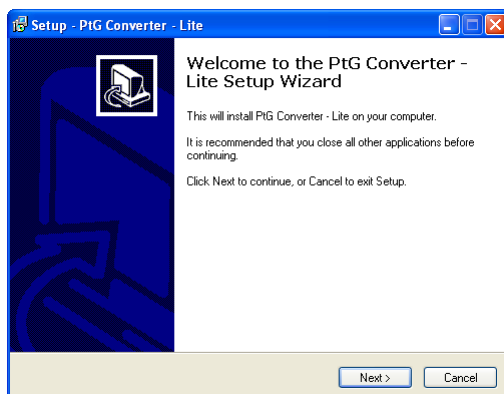 Setup - PtG Converter - Lite
Welcome to the PtG Converter -
Lite Setup Wizard
This will install PtG Converter - Lite on your computer.
It is recommended that you close all other applications before
continuing.
Click Next to continue, or Cancel to exit Setup.
Next >
Cancel